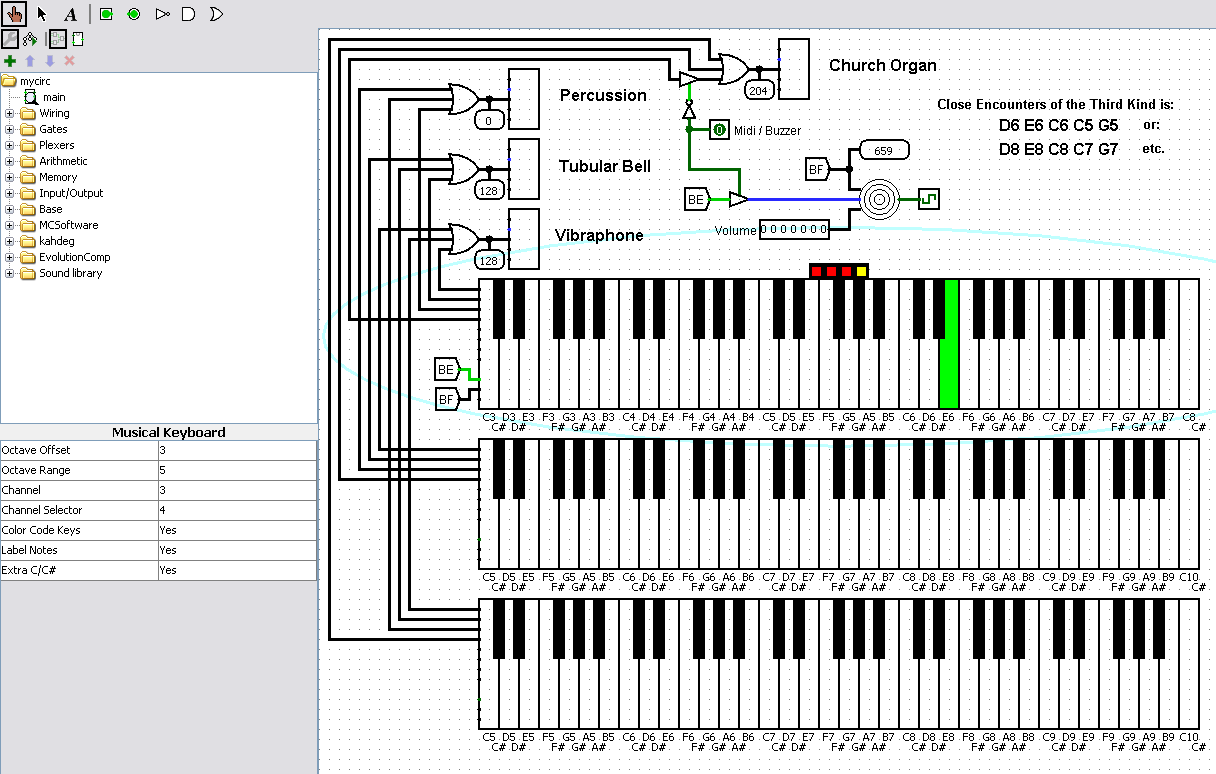 A
mycirc
main
Wiring
Gates
Plexers
Arithmetic
Memory
Input/Output
Base
MCSoftware
kahdeg
EvolutionComp
Sound library
Musical Keyboard
Octave Offset 3
Octave Range 5
Channel 3
Channel Selector 4
Color Code Keys Yes
Label Notes Yes
Extra C/C# Yes
Church Organ
204
Percussion
0
Close Encounters of the Third Kind is:
D6 E6 C6 C5 G5 or:
D8 E8 C8 C7 G7 etc.
0 Midi / Buzzer
Tubular Bell
128
BF 659
BE
Volume 0 0 0 0 0 0 0
Vibraphone
128
BE
BF
C3 D3 E3 F3 G3 A3 B3 C4 D4 E4 F4 G4 A4 B4 C5 D5 E5 F5 G5 A5 B5 C6 D6 E6 F6 G6 A6 B6 C7 D7 E7 F7 G7 A7 B7 C8
C# D# F# G# A# C# D# F# G# A# C# D# F# G# A# C# D# F# G# A# C# D# F# G# A# C#
C5 D5 E5 F5 G5 A5 B5 C6 D6 E6 F6 G6 A6 B6 C7 D7 E7 F7 G7 A7 B7 C8 D8 E8 F8 G8 A8 B8 C9 D9 E9 F9 G9 A9 B9 C10
C# D# F# G# A# C# D# F# G# A# C# D# F# G# A# C# D# F# G# A# C# D# F# G# A# C#
C5 D5 E5 F5 G5 A5 B5 C6 D6 E6 F6 G6 A6 B6 C7 D7 E7 F7 G7 A7 B7 C8 D8 E8 F8 G8 A8 B8 C9 D9 E9 F9 G9 A9 B9 C10
C# D# F# G# A# C# D# F# G# A# C# D# F# G# A# C# D# F# G# A# C# D# F# G# A# C#